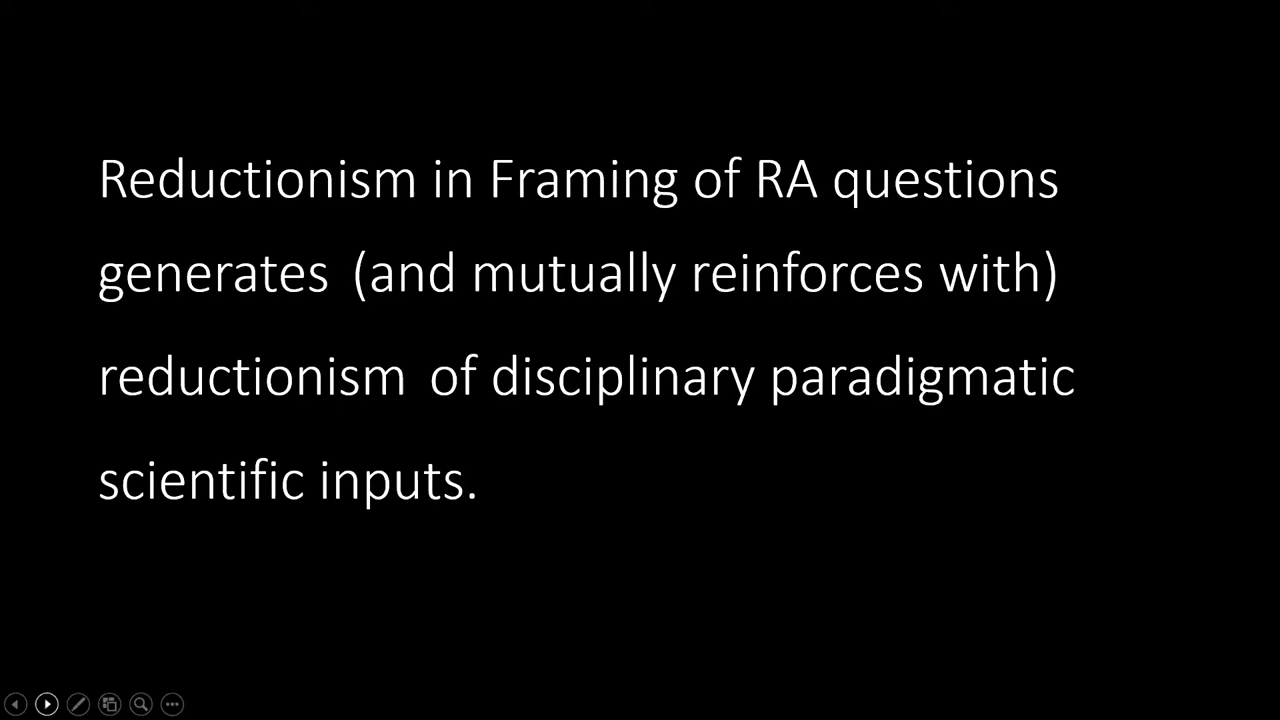 Reductionism in Framing of RA questions
generates (and mutually reinforces with)
reductionism of disciplinary paradigmatic
scientific inputs.